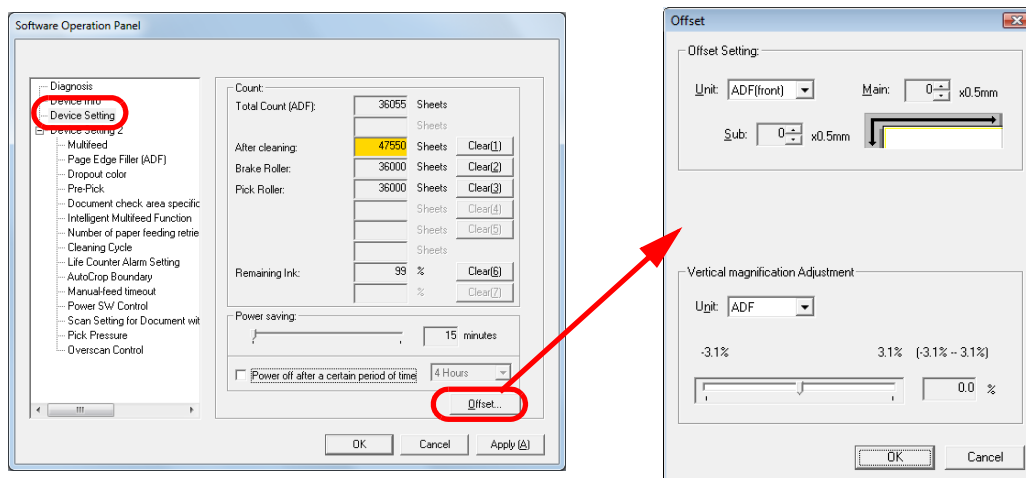 Software Operation Panel
Diagnosis
Device Info
Device Setting
Device Setting 2
Multifeed
Page Edge Filler (ADF)
Dropout color
Pre-Pick
Document check area specific
Intelligent Multifeed Function
Number of paper feeding retrie
Cleaning Cycle
Life Counter Alarm Setting
AutoCrop Boundary
Manual-feed timeout
Power SW Control
Scan Setting for Document wit
Pick Pressure
Overscan Control
Count:
Total Count (ADF): 36055 Sheets
Sheets
After cleaning: 47550 Sheets Clear(1)
Brake Roller: 36000 Sheets Clear(2)
Pick Roller: 36000 Sheets Clear(3)
Sheets Clear(4)
Sheets Clear(5)
Sheets
Remaining Ink: 99 % Clear(6)
% Clear(7)
Power saving:
15 minutes
Power off after a certain period of time 4 Hours
Offset...
OK Cancel Apply (A)
Offset
Offset Setting:
Unit: ADF(front) Main: 0 x0.5mm
Sub: 0 x0.5mm
Vertical magnification Adjustment
Unit: ADF
-3.1% 3.1% (-3.1% -- 3.1%)
0.0 %
OK Cancel